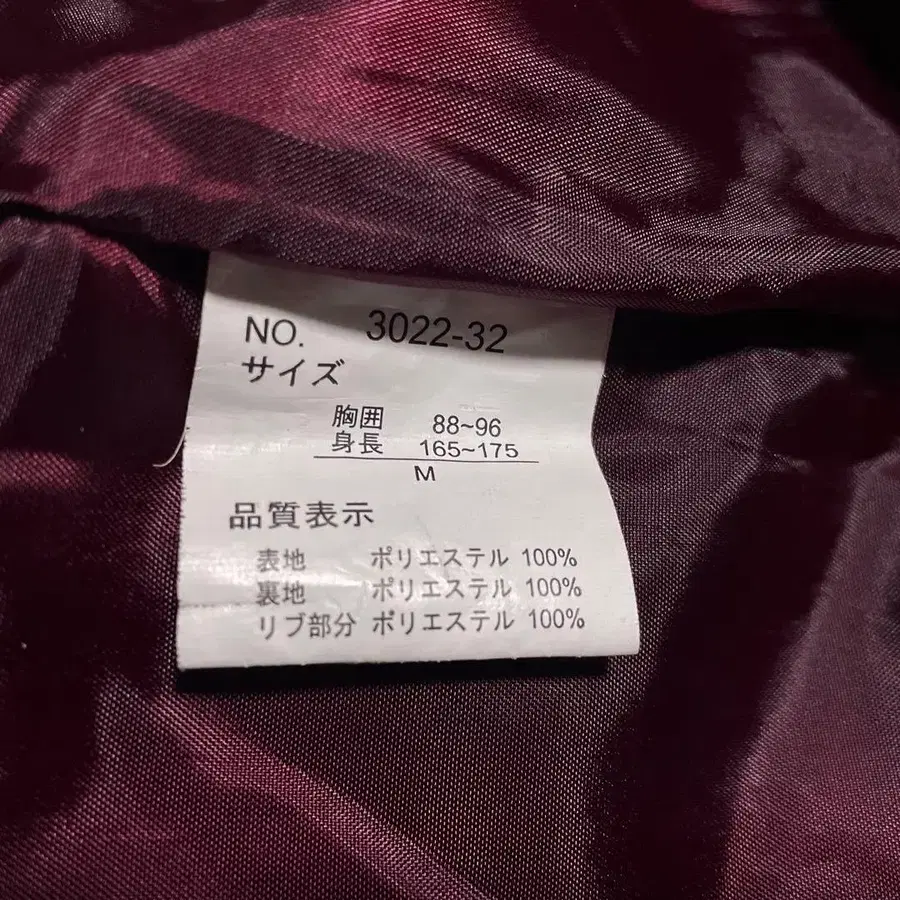 NO. 3022-32
サイズ
胸囲 88~96
身長 165~175
M
品質表示
表地 ポリエステル 100%
裏地 ポリエステル 100%
リブ部分 ポリエステル 100%